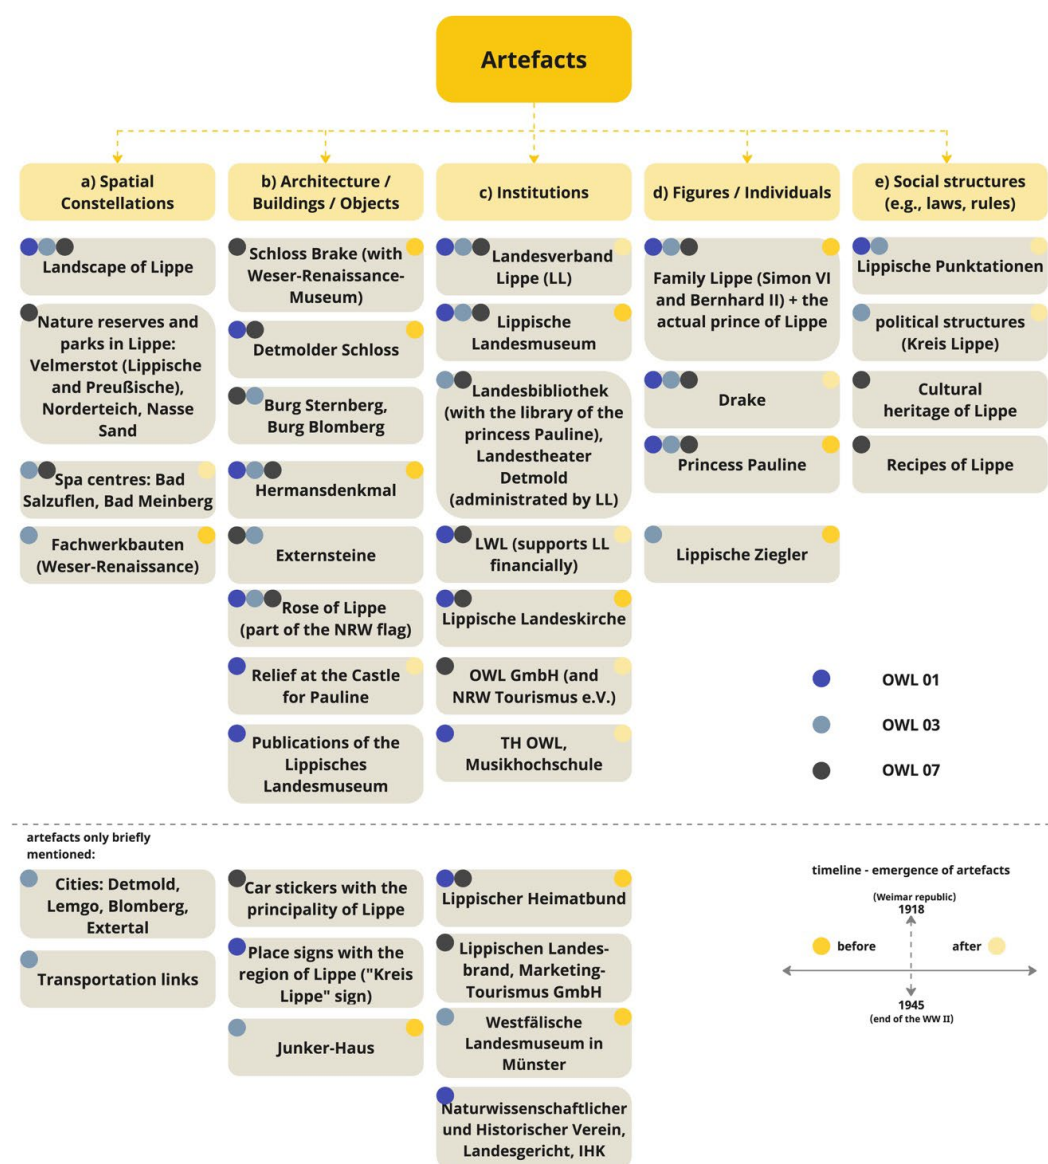 Artefacts
a) Spatial
Constellations
b) Architecture /
Buildings / Objects
c) Institutions
d) Figures / Individuals
e) Social structures
(e.g., laws, rules)
Landscape of Lippe
Nature reserves and
parks in Lippe:
Velmerstot (Lippische
and Preußische),
Norderteich, Nasse
Sand
Spa centres: Bad
Salzuflen, Bad Meinberg
Fachwerkbauten
(Weser-Renaissance)
Schloss Brake (with
Weser-Renaissance-
Museum)
Detmolder Schloss
Burg Sternberg,
Burg Blomberg
Hermansdenkmal
Externsteine
Rose of Lippe
(part of the NRW flag)
Relief at the Castle
for Pauline
Publications of the
Lippisches
Landesmuseum
Landesverband
Lippe (LL)
Lippische
Landesmuseum
Landesbibliothek
(with the library of the
princess Pauline),
Landestheater
Detmold
(administrated by LL)
LWL (supports LL
financially)
Lippische Landeskirche
OWL GmbH (and
NRW Tourismus e.V.)
TH OWL,
Musikhochschule
Family Lippe (Simon VI
and Bernhard II) + the
actual prince of Lippe
Drake
Princess Pauline
Lippische Ziegler
Lippische Punktationen
political structures
(Kreis Lippe)
Cultural
heritage of Lippe
Recipes of Lippe
OWL 01
OWL 03
OWL 07
artefacts only briefly
mentioned:
Cities: Detmold,
Lemgo, Blomberg,
Extertal
Transportation links
Car stickers with the
principality of Lippe
Place signs with the
region of Lippe ("Kreis
Lippe" sign)
Junker-Haus
Lippischer Heimatbund
Lippischen Landes-
brand, Marketing-
Tourismus GmbH
Westfälische
Landesmuseum in
Münster
Naturwissenschaftlicher
und Historischer Verein,
Landesgericht, IHK
timeline - emergence of artefacts
(Weimar republic)
1918
before
after
1945
(end of the WW II)